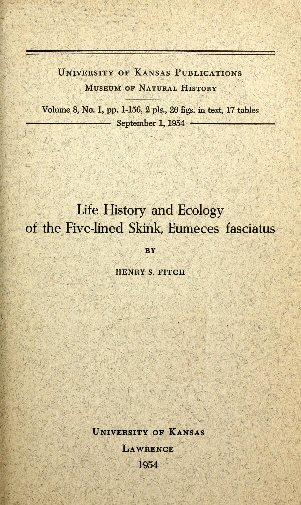 University of Kansas Publications
Museum of Natural History
Volume 8, No. 1, pp. 1-156, 2 pls., 26 figs. in text, 17 tables
September 1, 1954
Life History and Ecology
of the Five-lined Skink, Eumeces fasciatus
BY
HENRY S. FITCH
University of Kansas
Lawrence
1954